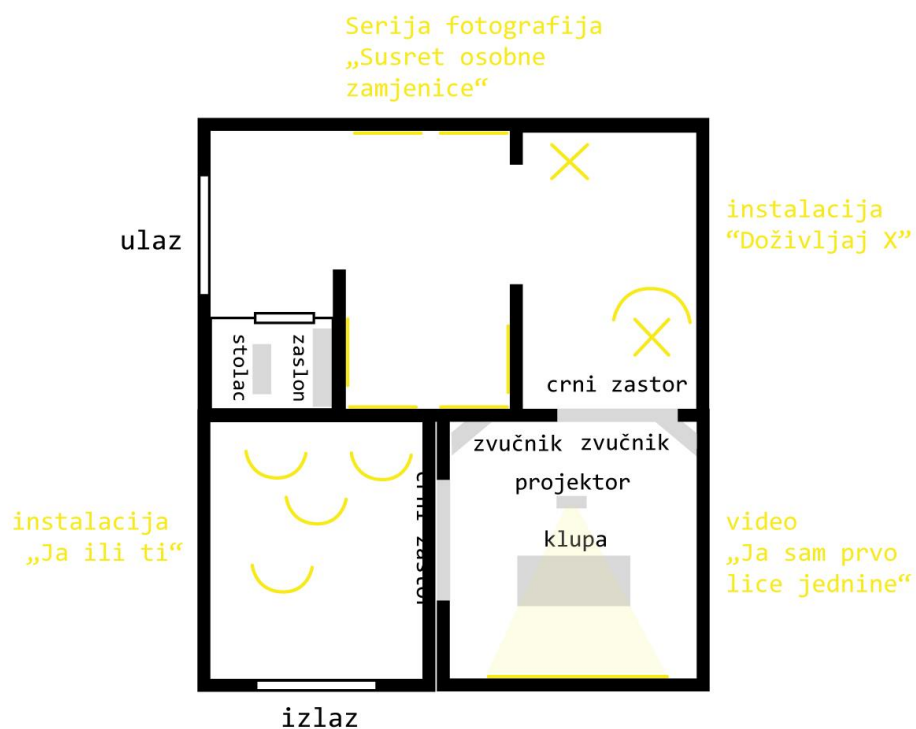 Serija fotografija
„Susret osobne
zamjenice“
instalacija
“Doživljaj X”
ulaz
stolac
zaslon
crni zastor
zvučnik zvučnik
projektor
klupa
crni zastor
instalacija
„Ja ili ti“
video
„Ja sam prvo
lice jednine“
izlaz